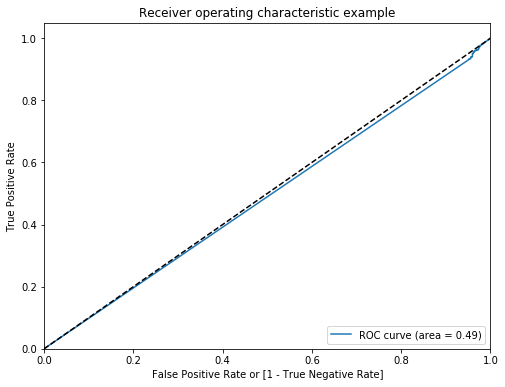 Receiver operating characteristic example
1.0
0.8
0.6
0.4
0.2
0.0
True Positive Rate
ROC curve (area = 0.49)
0.0 0.2 0.4 0.6 0.8 1.0
False Positive Rate or [1 - True Negative Rate]